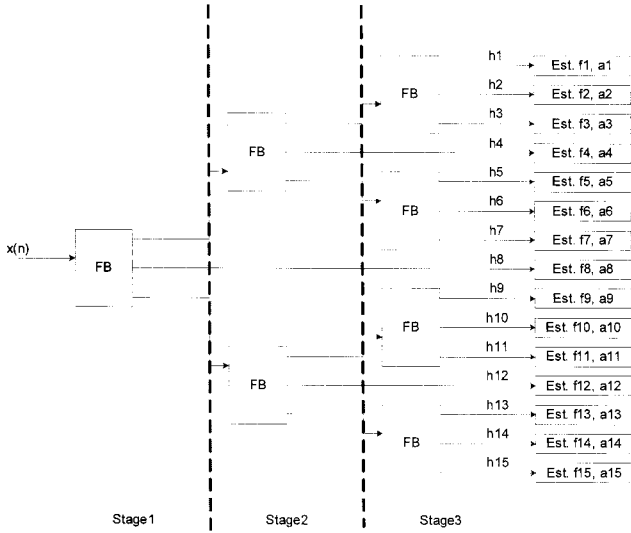 h1
Est. f1, a1
h2
FB
Est. f2, a2
h3
Est. f3, a3
h4
FB
Est. f4, a4
h5
Est. f5, a5
h6
FB
Est. f6, a6
h7
Est. f7, a7
x(n)
FB
h8
Est. f8, a8
h9
Est. f9, a9
h10
FB
Est. f10, a10
h11
Est. f11, a11
h12
FB
Est. f12, a12
h13
Est. f13, a13
h14
FB
Est. f14, a14
h15
Est. f15, a15
Stage1
Stage2
Stage3